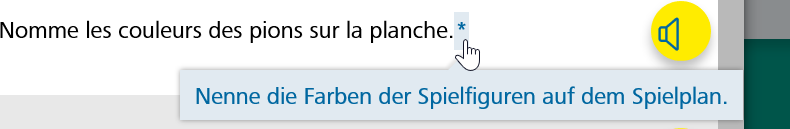 Nomme les couleurs des pions sur la planche.*
Nenne die Farben der Spielfiguren auf dem Spielplan.